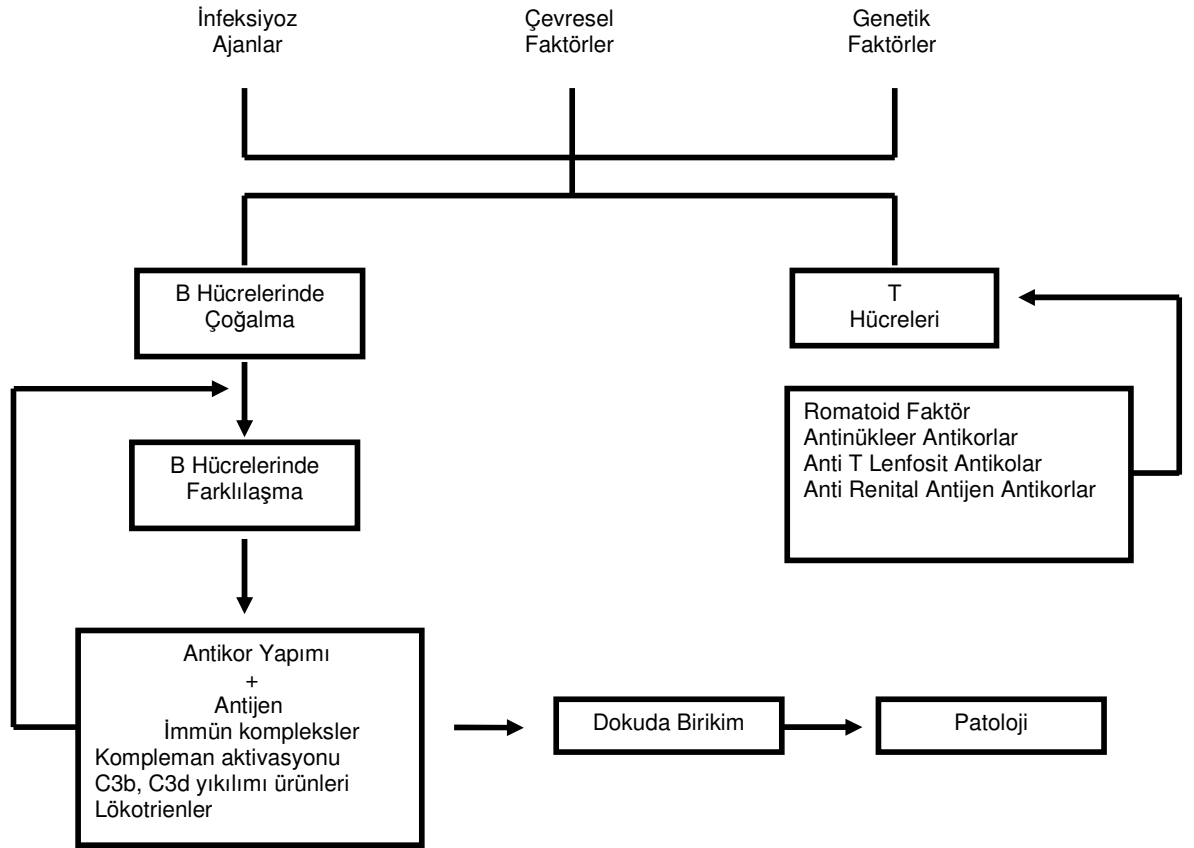 İnfeksiyoz
Ajanlar
Çevresel
Faktörler
Genetik
Faktörler
B Hücrelerinde
Çoğalma
T
Hücreleri
Romatoid Faktör
Antinükleer Antikorlar
Anti T Lenfosit Antikolar
Anti Renital Antijen Antikorlar
B Hücrelerinde
Farklılaşma
Antikor Yapımı
+
Antijen
İmmün kompleksler
Kompleman aktivasyonu
C3b, C3d yıkılımı ürünleri
Lökotrienler
Dokuda Birikim
Patoloji